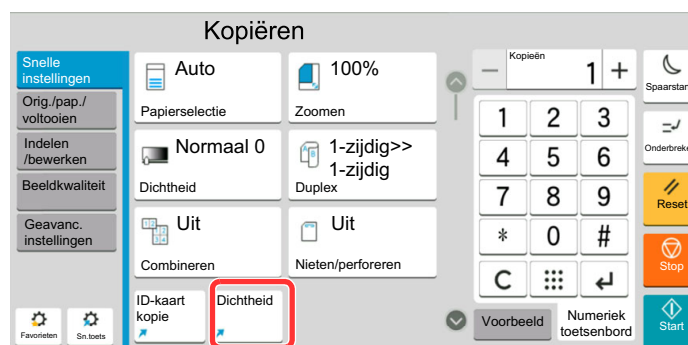 Kopiëren
Snelle
instellingen
Orig./pap./
voltooien
Indelen
/bewerken
Beeldkwaliteit
Geavanc.
instellingen
Favorieten
Sn.toets
Auto
Papierselectie
100%
Zoomen
Normaal 0
Dichtheid
1-zijdig>>
1-zijdig
Duplex
Uit
Combineren
Uit
Nieten/perforeren
ID-kaart
kopie
Dichtheid
Kopieën
− 1 +
1 2 3
4 5 6
7 8 9
* 0 #
C
Voorbeeld
Numeriek
toetsenbord
Reset
Stop
Start